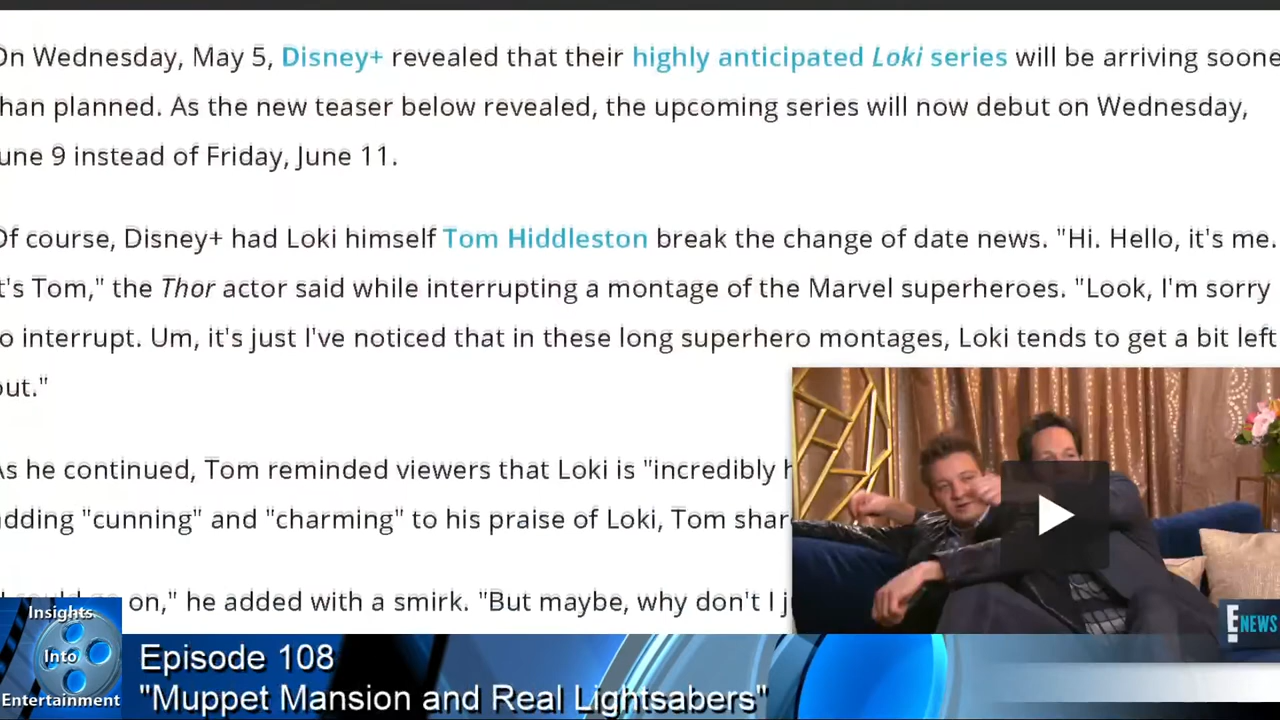 On Wednesday, May 5, Disney+ revealed that their highly anticipated Loki series will be arriving soone
han planned. As the new teaser below revealed, the upcoming series will now debut on Wednesday,
une 9 instead of Friday, June 11.
Of course, Disney+ had Loki himself Tom Hiddleston break the change of date news. "Hi. Hello, it's me.
t's Tom," the Thor actor said while interrupting a montage of the Marvel superheroes. "Look, I'm sorry
o interrupt. Um, it's just I've noticed that in these long superhero montages, Loki tends to get a bit left
out."
As he continued, Tom reminded viewers that Loki is "incredibly h
dding "cunning" and "charming" to his praise of Loki, Tom shar
on," he added with a smirk. "But maybe, why don't I j
E NEWS
Insights
Into
Entertainment
Episode 108
"Muppet Mansion and Real Lightsabers"